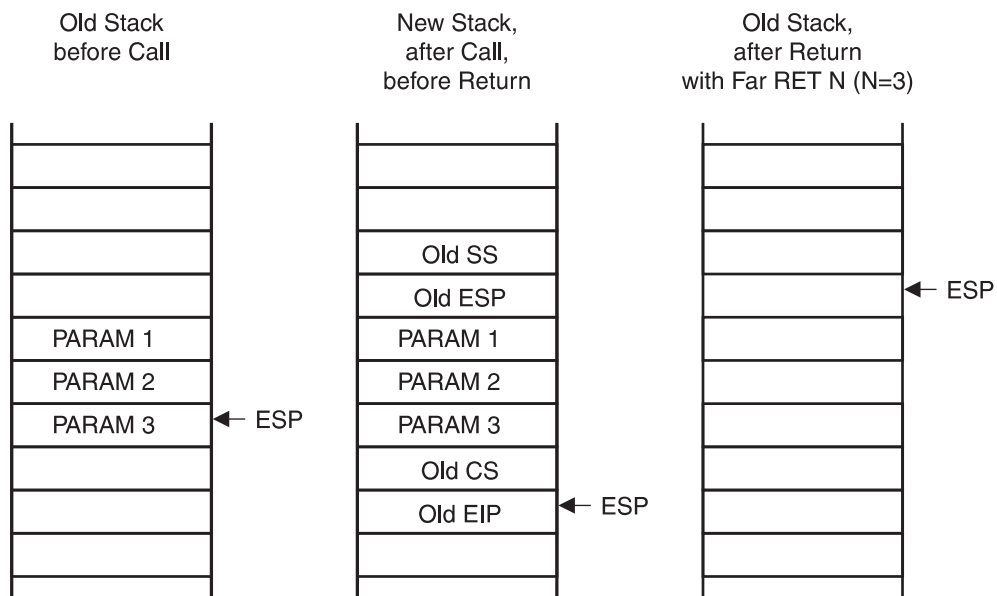 Old Stack
before Call
New Stack,
after Call,
before Return
Old Stack,
after Return
with Far RET N (N=3)
PARAM 1
PARAM 2
PARAM 3
ESP
Old SS
Old ESP
PARAM 1
PARAM 2
PARAM 3
Old CS
Old EIP
ESP
ESP